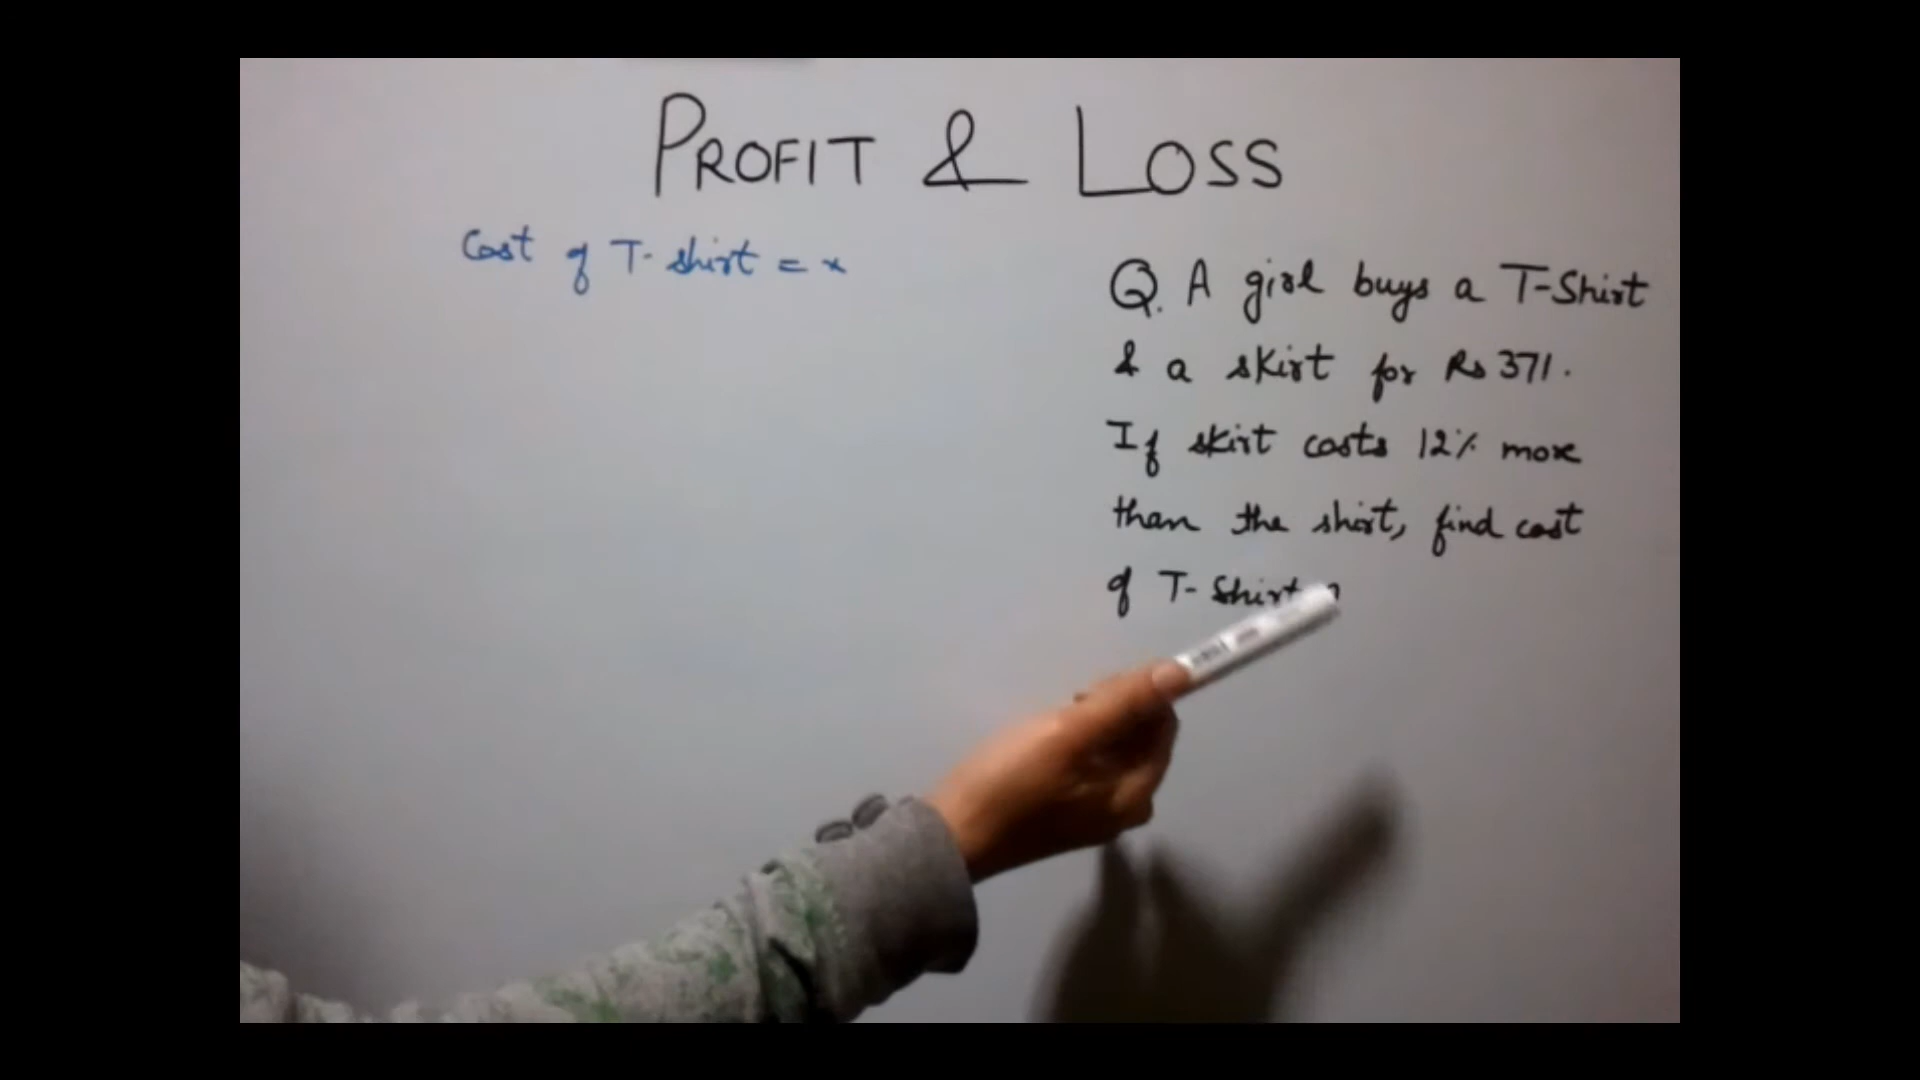 PROFIT & LOSS
Cost of T-shirt = x
Q. A girl buys a T-Shirt
& a skirt for Rs 371.
If skirt costs 12% more
than the shirt, find cost
of T-Shirt ?